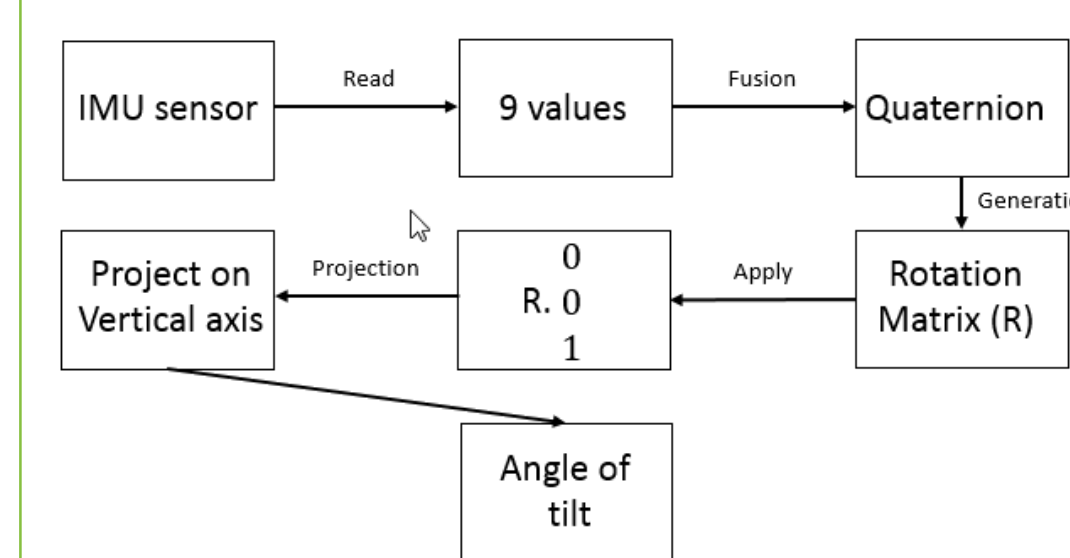 IMU sensor
Read
9 values
Fusion
Quaternion
Generati
Rotation
Matrix (R)
Apply
0
R. 0
1
Projection
Project on
Vertical axis
Angle of
tilt